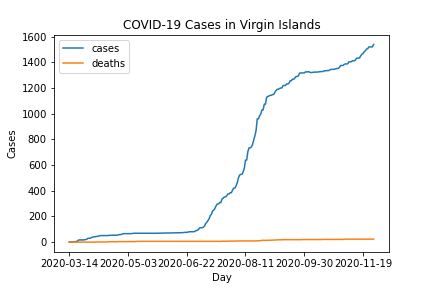 COVID-19 Cases in Virgin Islands
cases
deaths
1600
1400
1200
1000
800
600
400
200
0
Cases
2020-03-14 2020-05-03 2020-06-22 2020-08-11 2020-09-30 2020-11-19
Day